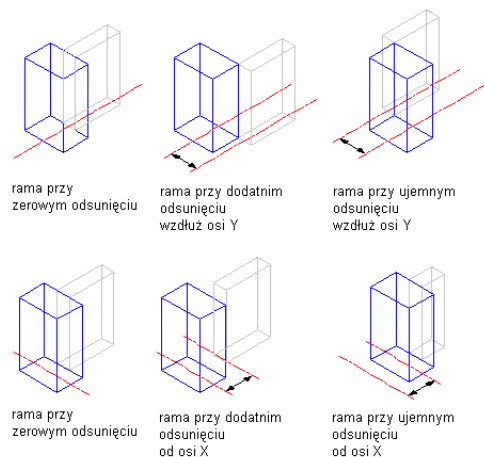 rama przy
zerowym odsunięciu
rama przy dodatnim
odsunięciu
wzdłuż osi Y
rama przy ujemnym
odsunięciu
wzdłuż osi Y
rama przy
zerowym odsunięciu
rama przy dodatnim
odsunięciu
od osi X
rama przy ujemnym
odsunięciu
od osi X